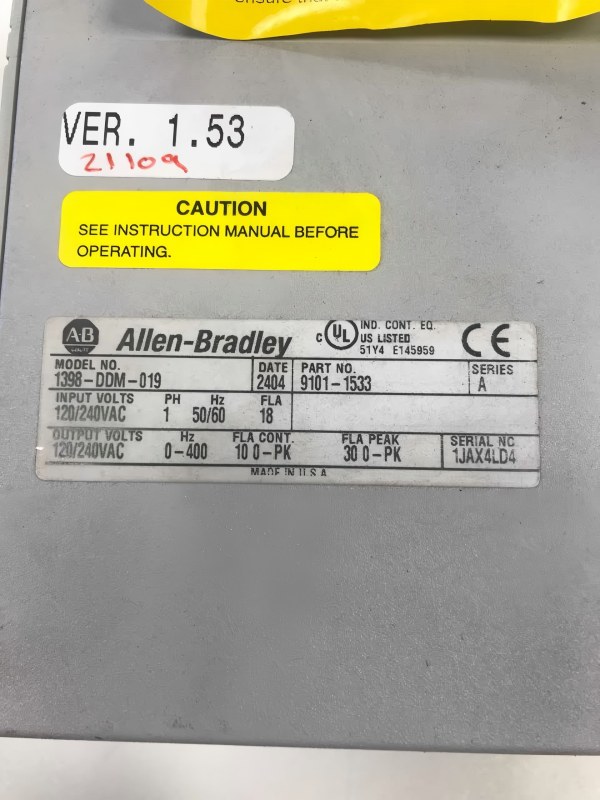 ensure that
VER. 1.53
21109
CAUTION
SEE INSTRUCTION MANUAL BEFORE
OPERATING.
AB Allen-Bradley
c UL IND. CONT. EQ.
US LISTED
51Y4 E145959
CE
MODEL NO. DATE PART NO. SERIES
1398-DDM-019 2404 9101-1533 A
INPUT VOLTS PH Hz FLA
120/240VAC 1 50/60 18
OUTPUT VOLTS Hz FLA CONT. FLA PEAK SERIAL NO
120/240VAC 0-400 10 0-PK 30 0-PK 1JAX4LD4
MADE IN U.S.A